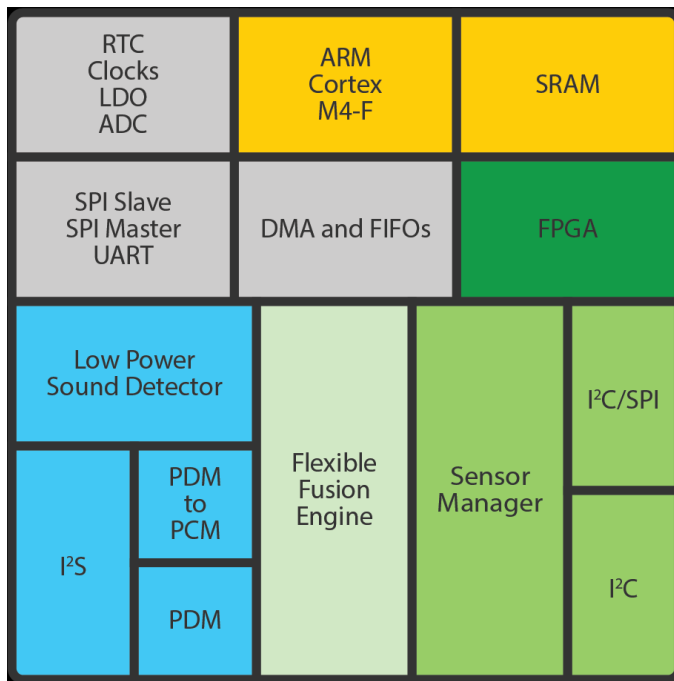 RTC
Clocks
LDO
ADC
ARM
Cortex
M4-F
SRAM
SPI Slave
SPI Master
UART
DMA and FIFOs
FPGA
Low Power
Sound Detector
I²S
PDM
to
PCM
PDM
Flexible
Fusion
Engine
Sensor
Manager
I²C/SPI
I²C